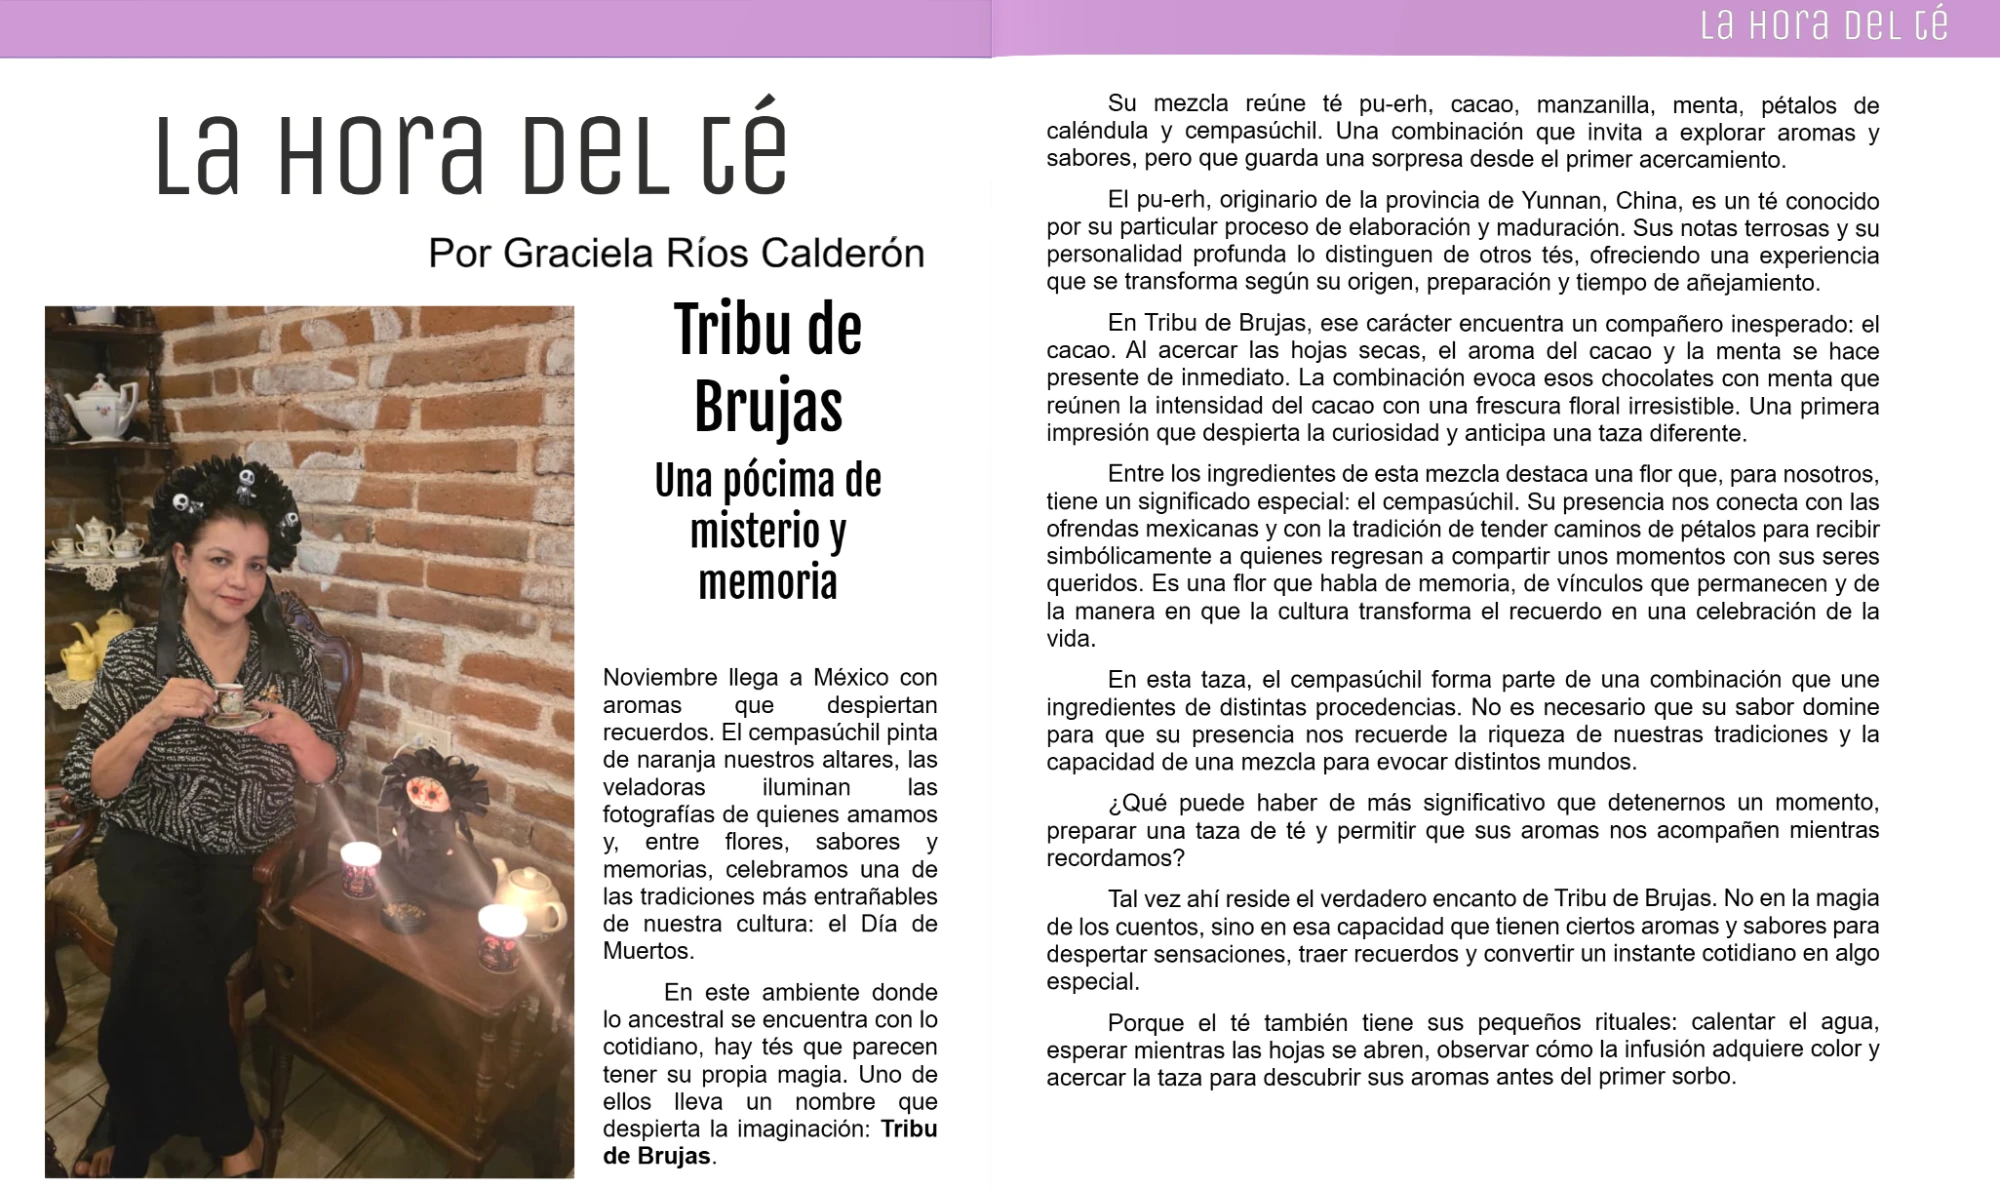 La Hora Del té
La Hora Del té
Por Graciela Ríos Calderón
Tribu de
Brujas
Una pócima de
misterio y
memoria
Noviembre llega a México con
aromas que despiertan
recuerdos. El cempasúchil pinta
de naranja nuestros altares, las
veladoras iluminan las
fotografías de quienes amamos
y, entre flores, sabores y
memorias, celebramos una de
las tradiciones más entrañables
de nuestra cultura: el Día de
Muertos.
En este ambiente donde
lo ancestral se encuentra con lo
cotidiano, hay tés que parecen
tener su propia magia. Uno de
ellos lleva un nombre que
despierta la imaginación: Tribu
de Brujas.
Su mezcla reúne té pu-erh, cacao, manzanilla, menta, pétalos de
caléndula y cempasúchil. Una combinación que invita a explorar aromas y
sabores, pero que guarda una sorpresa desde el primer acercamiento.
El pu-erh, originario de la provincia de Yunnan, China, es un té conocido
por su particular proceso de elaboración y maduración. Sus notas terrosas y su
personalidad profunda lo distinguen de otros tés, ofreciendo una experiencia
que se transforma según su origen, preparación y tiempo de añejamiento.
En Tribu de Brujas, ese carácter encuentra un compañero inesperado: el
cacao. Al acercar las hojas secas, el aroma del cacao y la menta se hace
presente de inmediato. La combinación evoca esos chocolates con menta que
reúnen la intensidad del cacao con una frescura floral irresistible. Una primera
impresión que despierta la curiosidad y anticipa una taza diferente.
Entre los ingredientes de esta mezcla destaca una flor que, para nosotros,
tiene un significado especial: el cempasúchil. Su presencia nos conecta con las
ofrendas mexicanas y con la tradición de tender caminos de pétalos para recibir
simbólicamente a quienes regresan a compartir unos momentos con sus seres
queridos. Es una flor que habla de memoria, de vínculos que permanecen y de
la manera en que la cultura transforma el recuerdo en una celebración de la
vida.
En esta taza, el cempasúchil forma parte de una combinación que une
ingredientes de distintas procedencias. No es necesario que su sabor domine
para que su presencia nos recuerde la riqueza de nuestras tradiciones y la
capacidad de una mezcla para evocar distintos mundos.
¿Qué puede haber de más significativo que detenernos un momento,
preparar una taza de té y permitir que sus aromas nos acompañen mientras
recordamos?
Tal vez ahí reside el verdadero encanto de Tribu de Brujas. No en la magia
de los cuentos, sino en esa capacidad que tienen ciertos aromas y sabores para
despertar sensaciones, traer recuerdos y convertir un instante cotidiano en algo
especial.
Porque el té también tiene sus pequeños rituales: calentar el agua,
esperar mientras las hojas se abren, observar cómo la infusión adquiere color y
acercar la taza para descubrir sus aromas antes del primer sorbo.